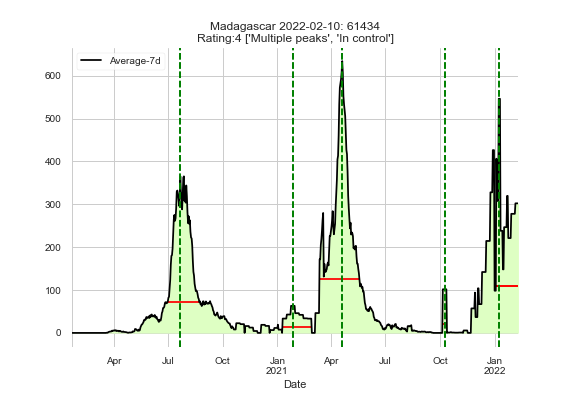 Madagascar 2022-02-10: 61434
Rating:4 ['Multiple peaks', 'In control']
Average-7d
600
500
400
300
200
100
0
Apr
Jul
Oct
Jan
2021
Apr
Jul
Oct
Jan
2022
Date